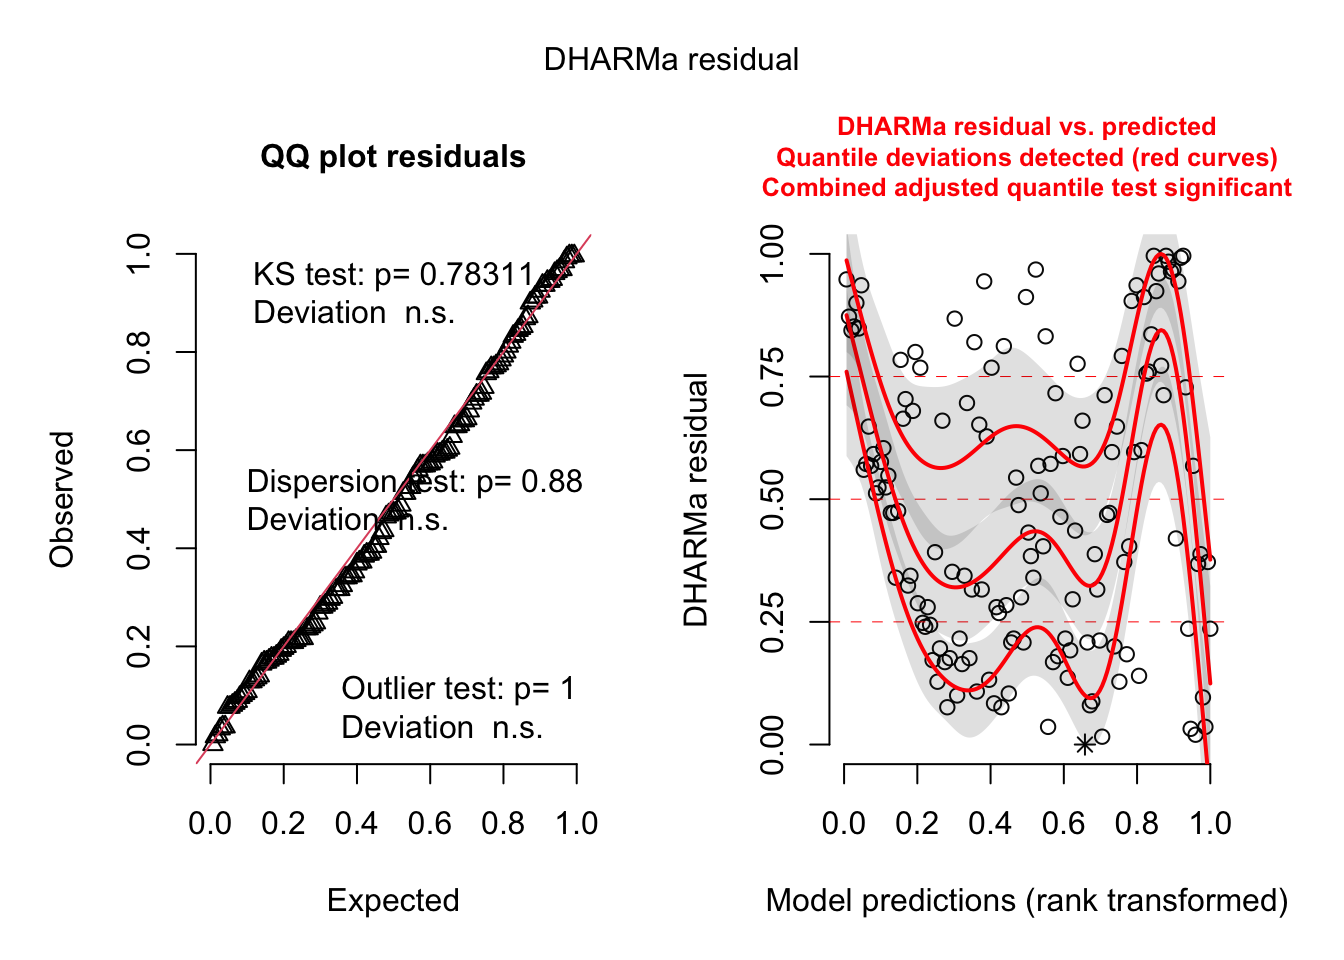 DHARMa residual
QQ plot residuals
KS test: p= 0.78311
Deviation  n.s.
Dispersion test: p= 0.88
Deviation  n.s.
Outlier test: p= 1
Deviation  n.s.
Observed
0.0
0.2
0.4
0.6
0.8
1.0
0.0 0.2 0.4 0.6 0.8 1.0
Expected
DHARMa residual vs. predicted
Quantile deviations detected (red curves)
Combined adjusted quantile test significant
DHARMa residual
0.00
0.25
0.50
0.75
1.00
0.0 0.2 0.4 0.6 0.8 1.0
Model predictions (rank transformed)